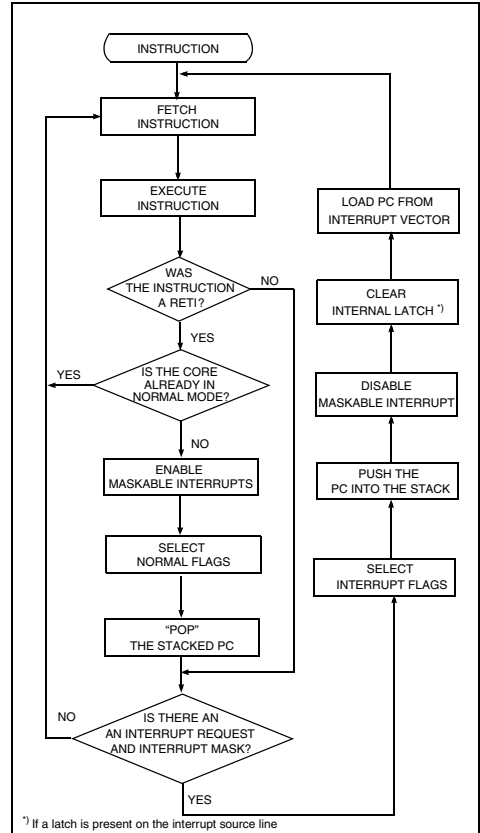 INSTRUCTION
FETCH
INSTRUCTION
EXECUTE
INSTRUCTION
WAS
THE INSTRUCTION
A RETI?
NO
YES
IS THE CORE
ALREADY IN
NORMAL MODE?
YES
NO
ENABLE
MASKABLE INTERRUPTS
SELECT
NORMAL FLAGS
“POP”
THE STACKED PC
IS THERE AN
AN INTERRUPT REQUEST
AND INTERRUPT MASK?
NO
YES
SELECT
INTERRUPT FLAGS
PUSH THE
PC INTO THE STACK
DISABLE
MASKABLE INTERRUPT
CLEAR
INTERNAL LATCH *)
LOAD PC FROM
INTERRUPT VECTOR
*) If a latch is present on the interrupt source line